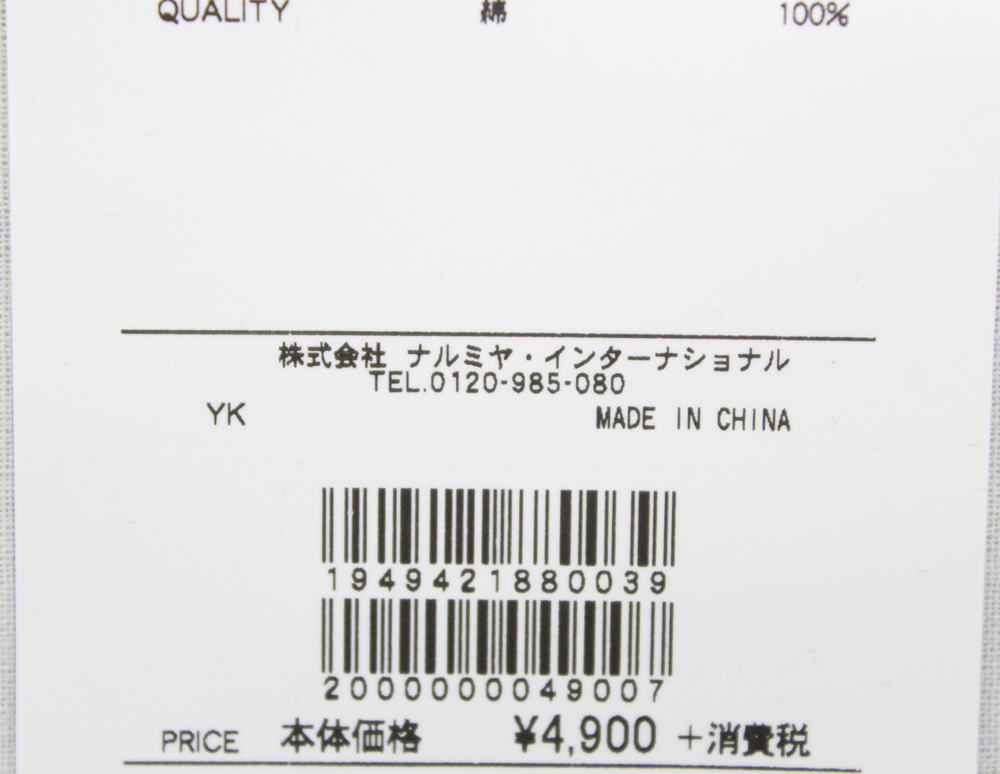 QUALITY 綿 100%
株式会社 ナルミヤ・インターナショナル
TEL.0120-985-080
YK MADE IN CHINA
1949421880039
2000000049007
PRICE 本体価格 ¥4,900 +消費税